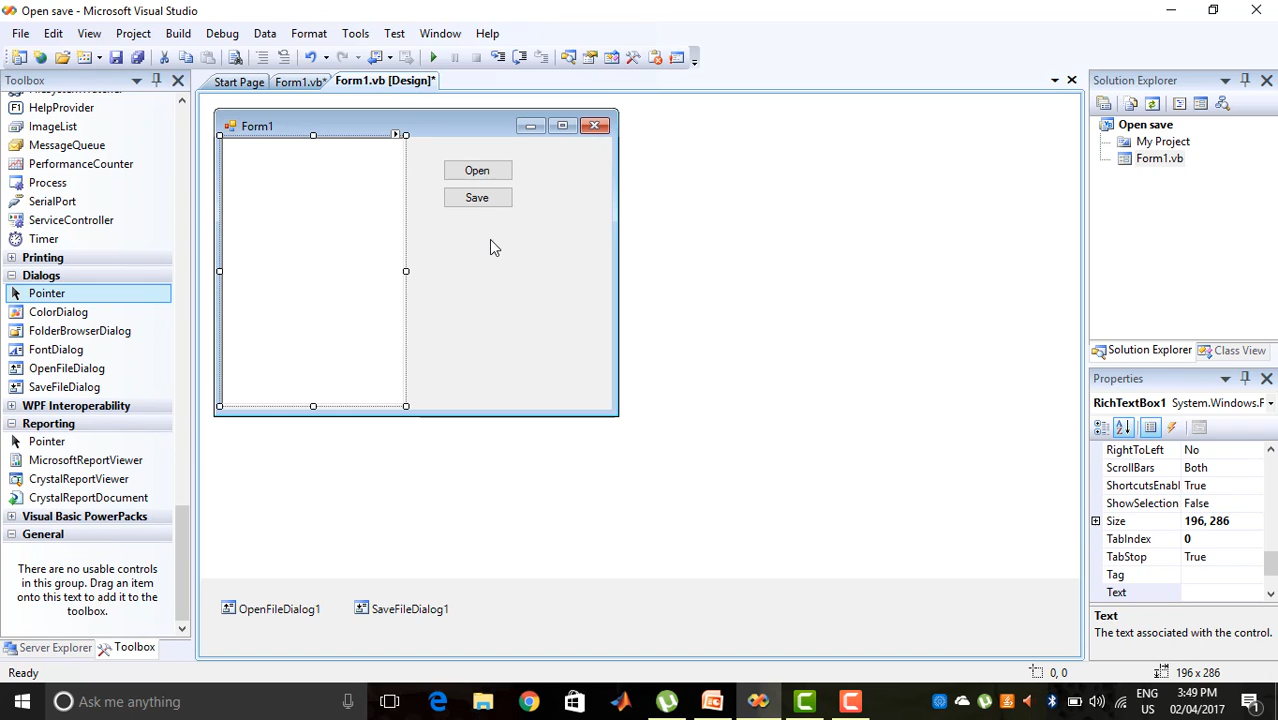 Open save - Microsoft Visual Studio
File Edit View Project Build Debug Data Format Tools Test Window Help
Toolbox
HelpProvider
ImageList
MessageQueue
PerformanceCounter
Process
SerialPort
ServiceController
Timer
Printing
Dialogs
Pointer
ColorDialog
FolderBrowserDialog
FontDialog
OpenFileDialog
SaveFileDialog
WPF Interoperability
Reporting
Pointer
MicrosoftReportViewer
CrystalReportViewer
CrystalReportDocument
Visual Basic PowerPacks
General
There are no usable controls
in this group. Drag an item
onto this text to add it to the
toolbox.
Server Explorer Toolbox
Start Page Form1.vb* Form1.vb [Design]*
Form1
Open
Save
OpenFileDialog1 SaveFileDialog1
Solution Explorer
Open save
My Project
Form1.vb
Solution Explorer Class View
Properties
RichTextBox1 System.Windows.F
RightToLeft No
ScrollBars Both
ShortcutsEnabl True
ShowSelection False
Size 196, 286
TabIndex 0
TabStop True
Tag
Text
Text
The text associated with the control.
Ready 0, 0 196 x 286
Ask me anything
ENG
US
3:49 PM
02/04/2017